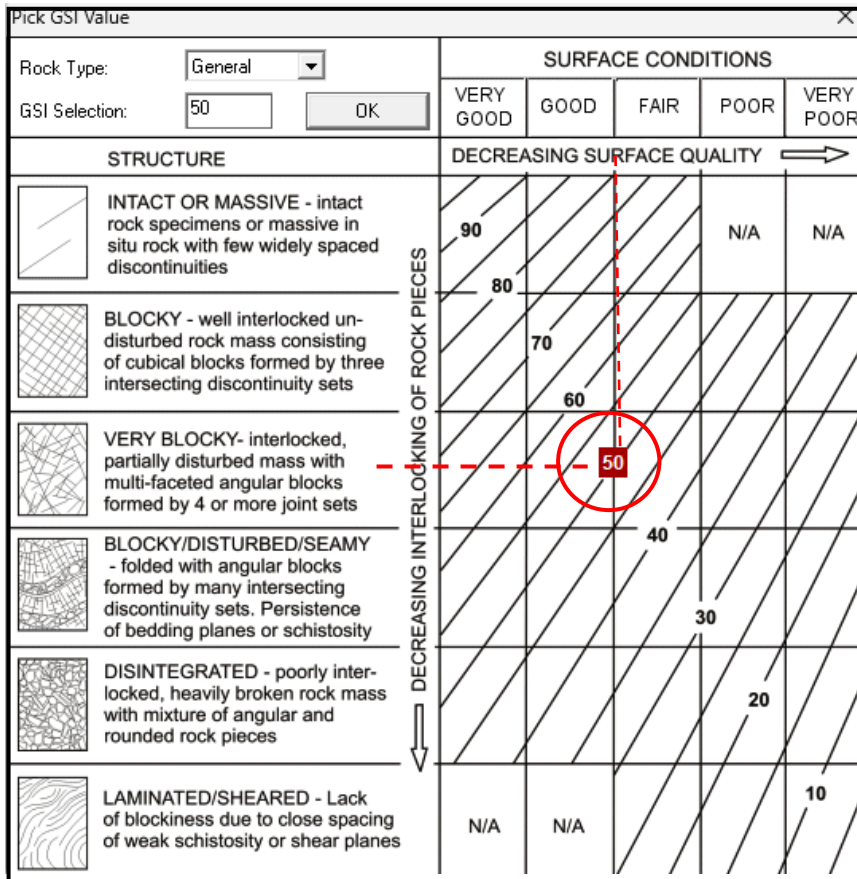 Pick GSI Value
Rock Type:
General
GSI Selection:
50
OK
SURFACE CONDITIONS
VERY GOOD
GOOD
FAIR
POOR
VERY POOR
STRUCTURE
DECREASING SURFACE QUALITY
DECREASING INTERLOCKING OF ROCK PIECES
INTACT OR MASSIVE - intact
rock specimens or massive in
situ rock with few widely spaced
discontinuities
90
80
N/A
N/A
BLOCKY - well interlocked un-
disturbed rock mass consisting
of cubical blocks formed by three
intersecting discontinuity sets
70
60
VERY BLOCKY- interlocked,
partially disturbed mass with
multi-faceted angular blocks
formed by 4 or more joint sets
50
BLOCKY/DISTURBED/SEAMY
- folded with angular blocks
formed by many intersecting
discontinuity sets. Persistence
of bedding planes or schistosity
40
30
DISINTEGRATED - poorly inter-
locked, heavily broken rock mass
with mixture of angular and
rounded rock pieces
20
LAMINATED/SHEARED - Lack
of blockiness due to close spacing
of weak schistosity or shear planes
N/A
N/A
10